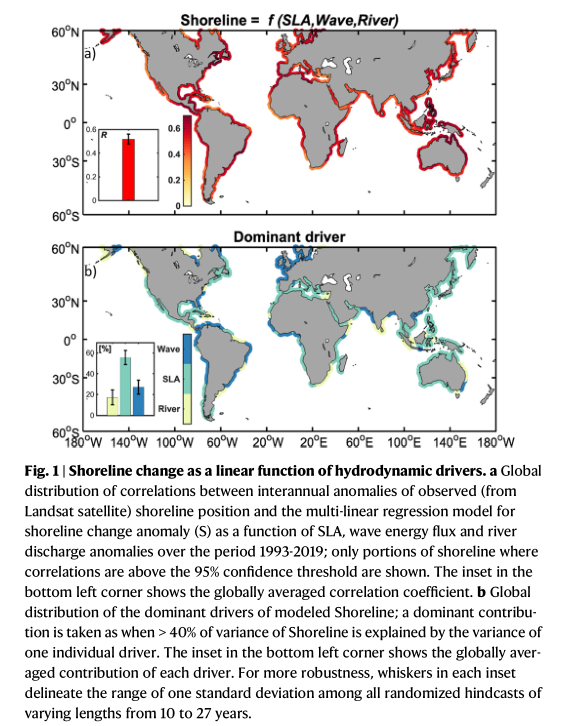 Shoreline = f (SLA,Wave,River)
60°N
a)
30°N
0°
30°S
60°S
0.6
R
0.4
0.2
0
0.6
0.4
0.2
0
Dominant driver
60°N
b)
30°N
0°
30°S
60°S
[%]
60
40
20
0
Wave
SLA
River
180°W 140°W 100°W 60°W 20°W 20°E 60°E 100°E 140°E 180°W
Fig. 1 | Shoreline change as a linear function of hydrodynamic drivers. a Global
distribution of correlations between interannual anomalies of observed (from
Landsat satellite) shoreline position and the multi-linear regression model for
shoreline change anomaly (S) as a function of SLA, wave energy flux and river
discharge anomalies over the period 1993-2019; only portions of shoreline where
correlations are above the 95% confidence threshold are shown. The inset in the
bottom left corner shows the globally averaged correlation coefficient. b Global
distribution of the dominant drivers of modeled Shoreline; a dominant contribu-
tion is taken as when > 40% of variance of Shoreline is explained by the variance of
one individual driver. The inset in the bottom left corner shows the globally aver-
aged contribution of each driver. For more robustness, whiskers in each inset
delineate the range of one standard deviation among all randomized hindcasts of
varying lengths from 10 to 27 years.